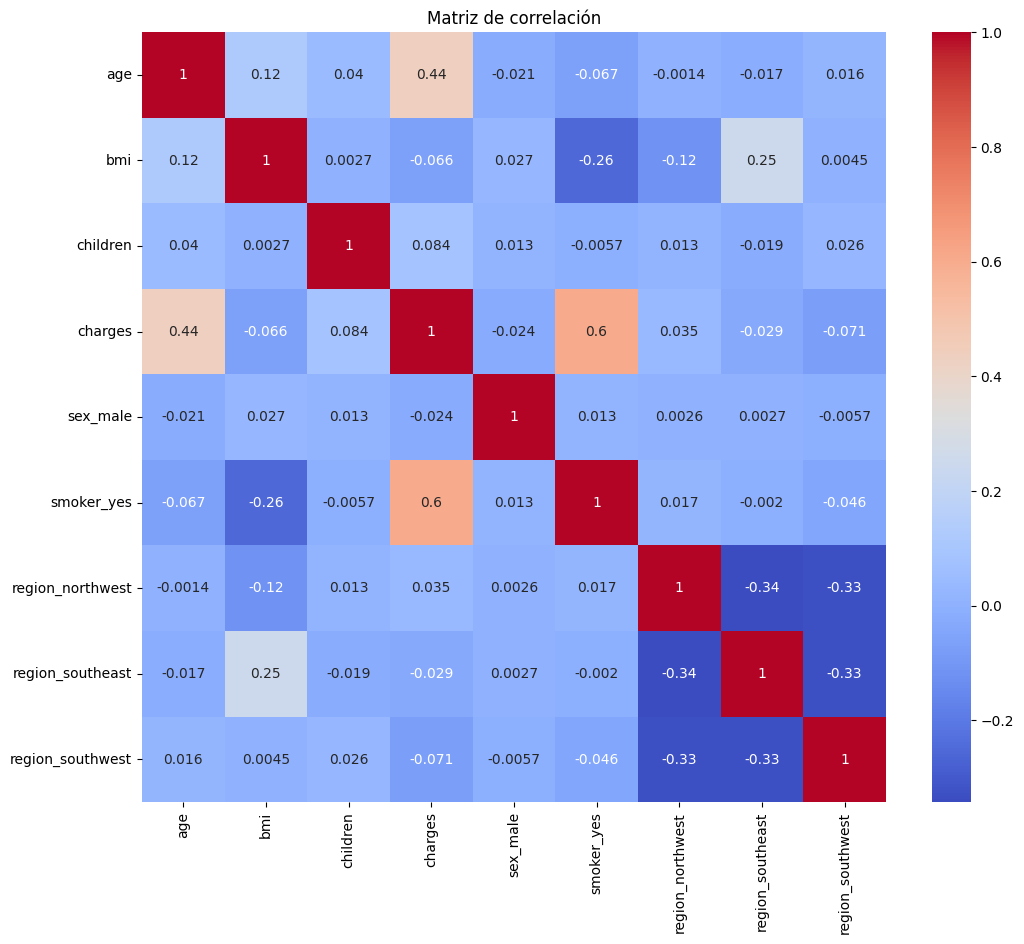 Matriz de correlación
age 1 0.12 0.04 0.44 -0.021 -0.067 -0.0014 -0.017 0.016
bmi 0.12 1 0.0027 -0.066 0.027 -0.26 -0.12 0.25 0.0045
children 0.04 0.0027 1 0.084 0.013 -0.0057 0.013 -0.019 0.026
charges 0.44 -0.066 0.084 1 -0.024 0.6 0.035 -0.029 -0.071
sex_male -0.021 0.027 0.013 -0.024 1 0.013 0.0026 0.0027 -0.0057
smoker_yes -0.067 -0.26 -0.0057 0.6 0.013 1 0.017 -0.002 -0.046
region_northwest -0.0014 -0.12 0.013 0.035 0.0026 0.017 1 -0.34 -0.33
region_southeast -0.017 0.25 -0.019 -0.029 0.0027 -0.002 -0.34 1 -0.33
region_southwest 0.016 0.0045 0.026 -0.071 -0.0057 -0.046 -0.33 -0.33 1
age
bmi
children
charges
sex_male
smoker_yes
region_northwest
region_southeast
region_southwest
1.0
0.8
0.6
0.4
0.2
0.0
−0.2